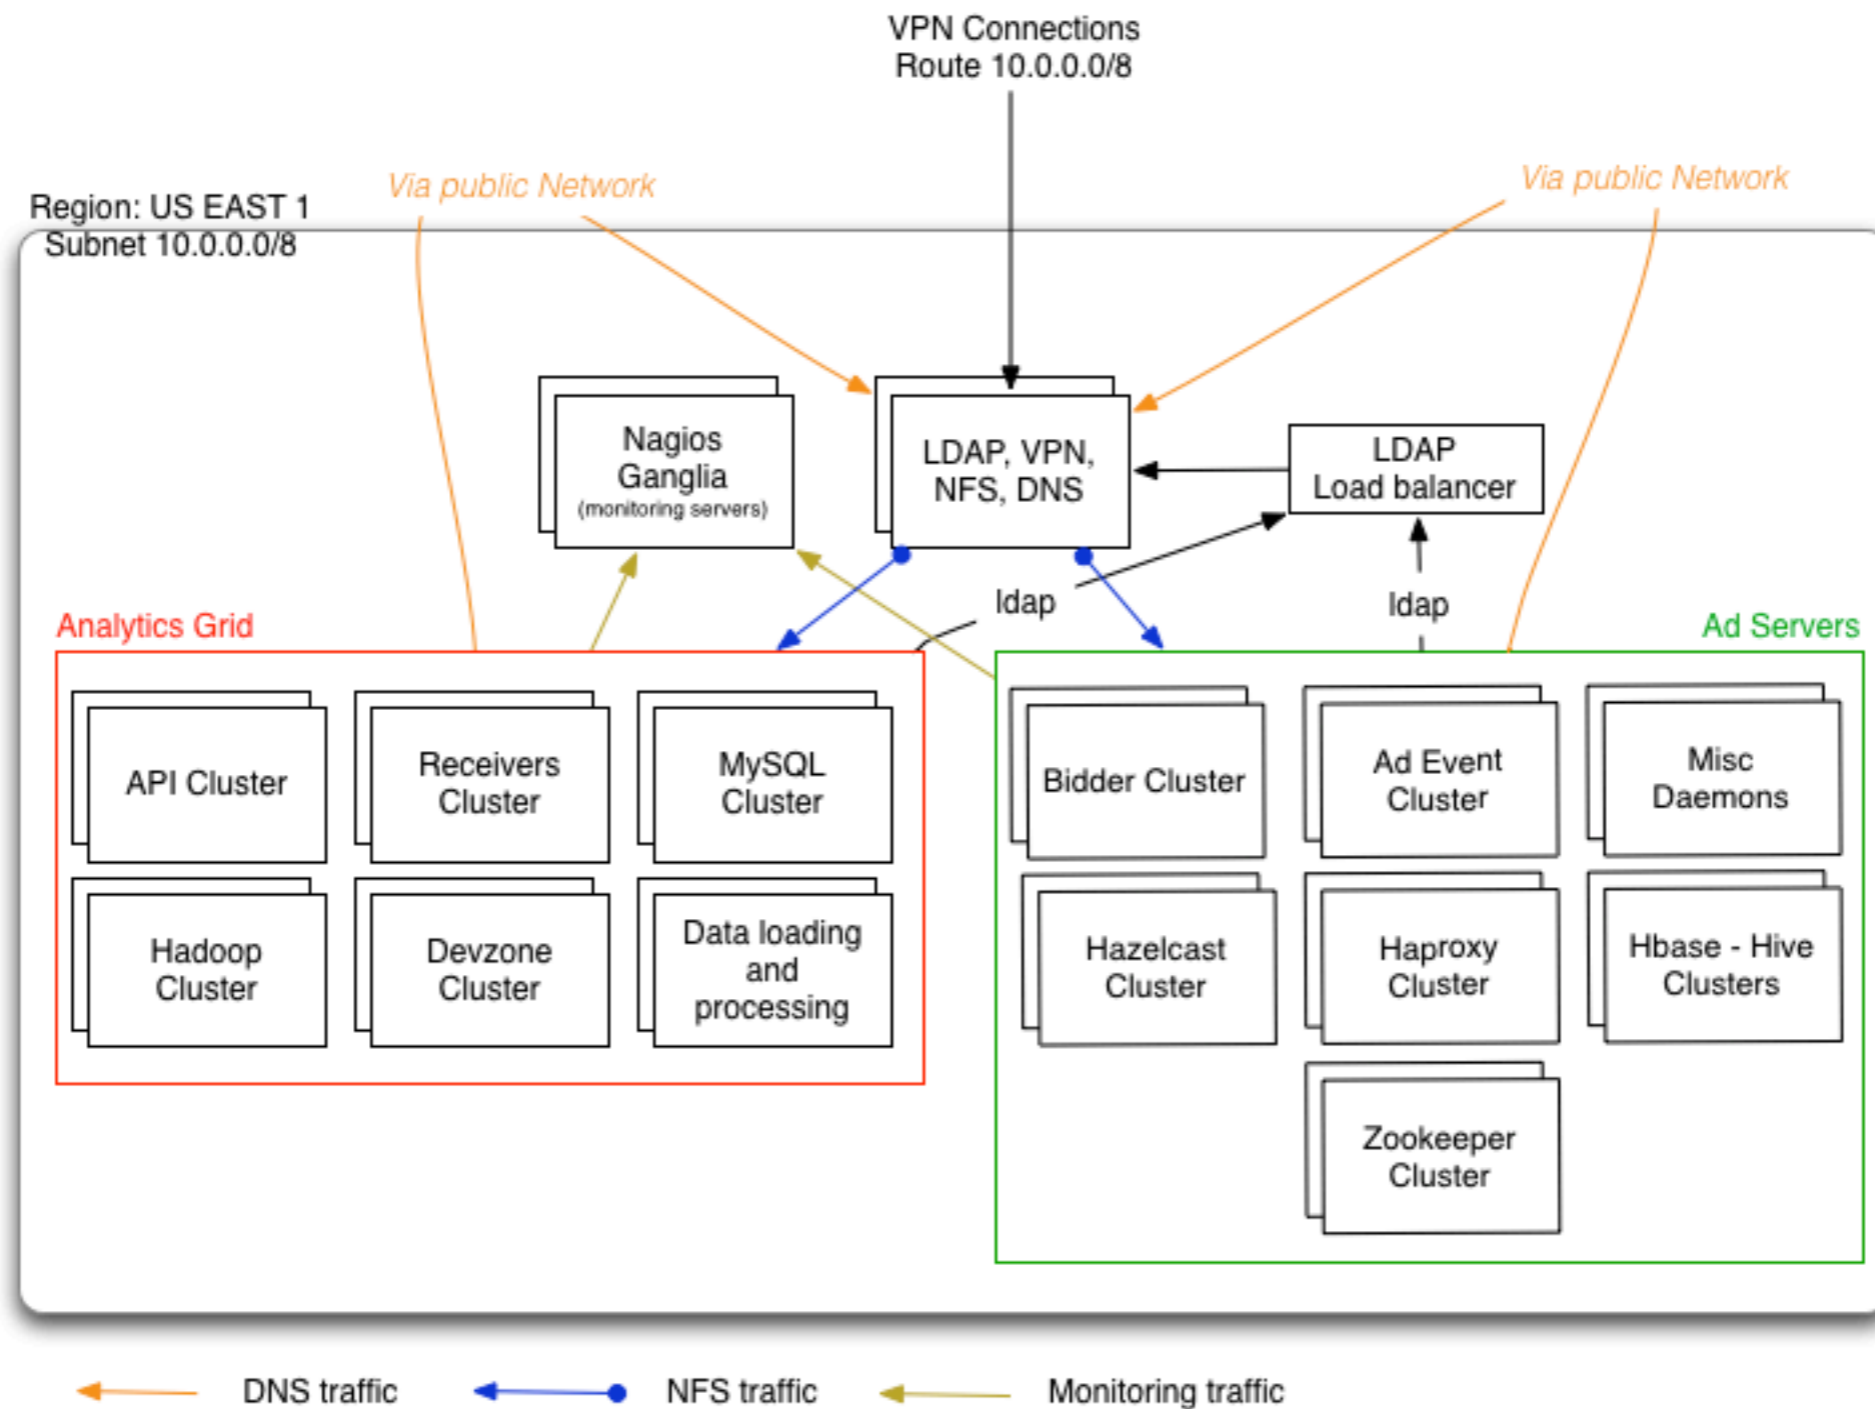 VPN Connections
Route 10.0.0.0/8
Via public Network
Via public Network
Region: US EAST 1
Subnet 10.0.0.0/8
Nagios
Ganglia
(monitoring servers)
LDAP, VPN,
NFS, DNS
LDAP
Load balancer
ldap
ldap
Analytics Grid
Ad Servers
API Cluster
Receivers
Cluster
MySQL
Cluster
Hadoop
Cluster
Devzone
Cluster
Data loading
and
processing
Bidder Cluster
Ad Event
Cluster
Misc
Daemons
Hazelcast
Cluster
Haproxy
Cluster
Hbase - Hive
Clusters
Zookeeper
Cluster
DNS traffic
NFS traffic
Monitoring traffic